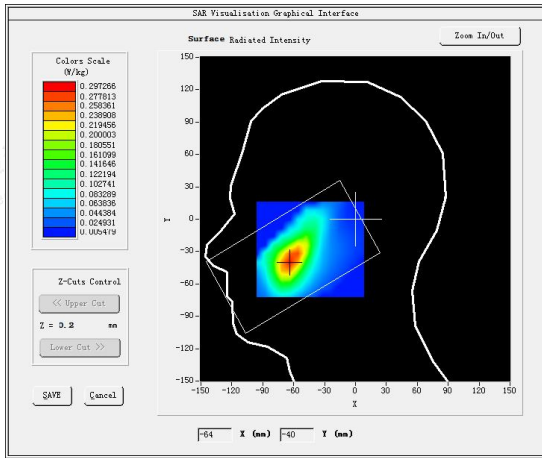 SAR Visualisation Graphical Interface
Surface Radiated Intensity
Zoom In/Out
Colors Scale
(W/kg)
0.297266
0.277813
0.258361
0.238908
0.219456
0.200003
0.180551
0.161099
0.141646
0.122194
0.102741
0.083289
0.063836
0.044384
0.024931
0.005479
Z-Cuts Control
<< Upper Cut
Z = 0.2 mm
Lower Cut >>
SAVE
Cancel
150
120
90
60
30
0
-30
-60
-90
-120
-150
Y
-150 -120 -90 -60 -30 0 30 60 90 120 150
X
-64 X (mm) -40 Y (mm)